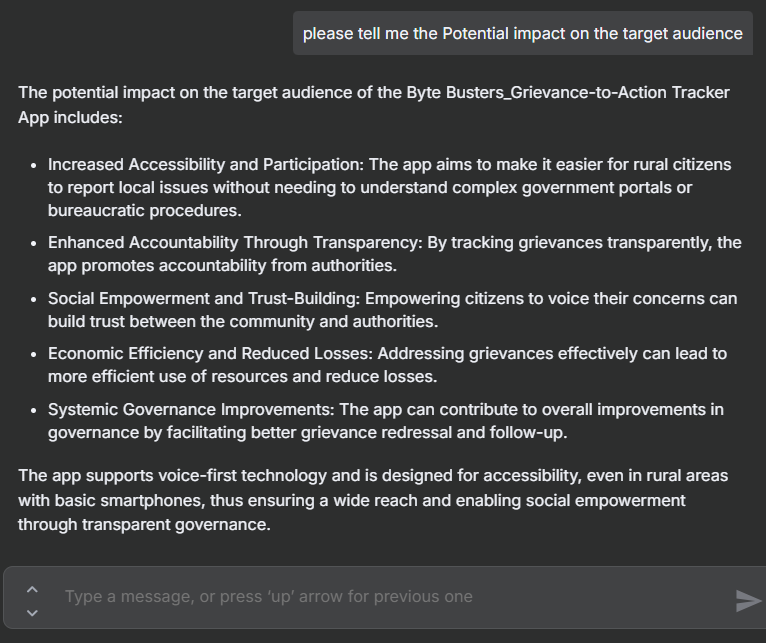 please tell me the Potential impact on the target audience
The potential impact on the target audience of the Byte Busters_Grievance-to-Action Tracker
App includes:
• Increased Accessibility and Participation: The app aims to make it easier for rural citizens
to report local issues without needing to understand complex government portals or
bureaucratic procedures.
• Enhanced Accountability Through Transparency: By tracking grievances transparently, the
app promotes accountability from authorities.
• Social Empowerment and Trust-Building: Empowering citizens to voice their concerns can
build trust between the community and authorities.
• Economic Efficiency and Reduced Losses: Addressing grievances effectively can lead to
more efficient use of resources and reduce losses.
• Systemic Governance Improvements: The app can contribute to overall improvements in
governance by facilitating better grievance redressal and follow-up.
The app supports voice-first technology and is designed for accessibility, even in rural areas
with basic smartphones, thus ensuring a wide reach and enabling social empowerment
through transparent governance.
Type a message, or press ‘up’ arrow for previous one